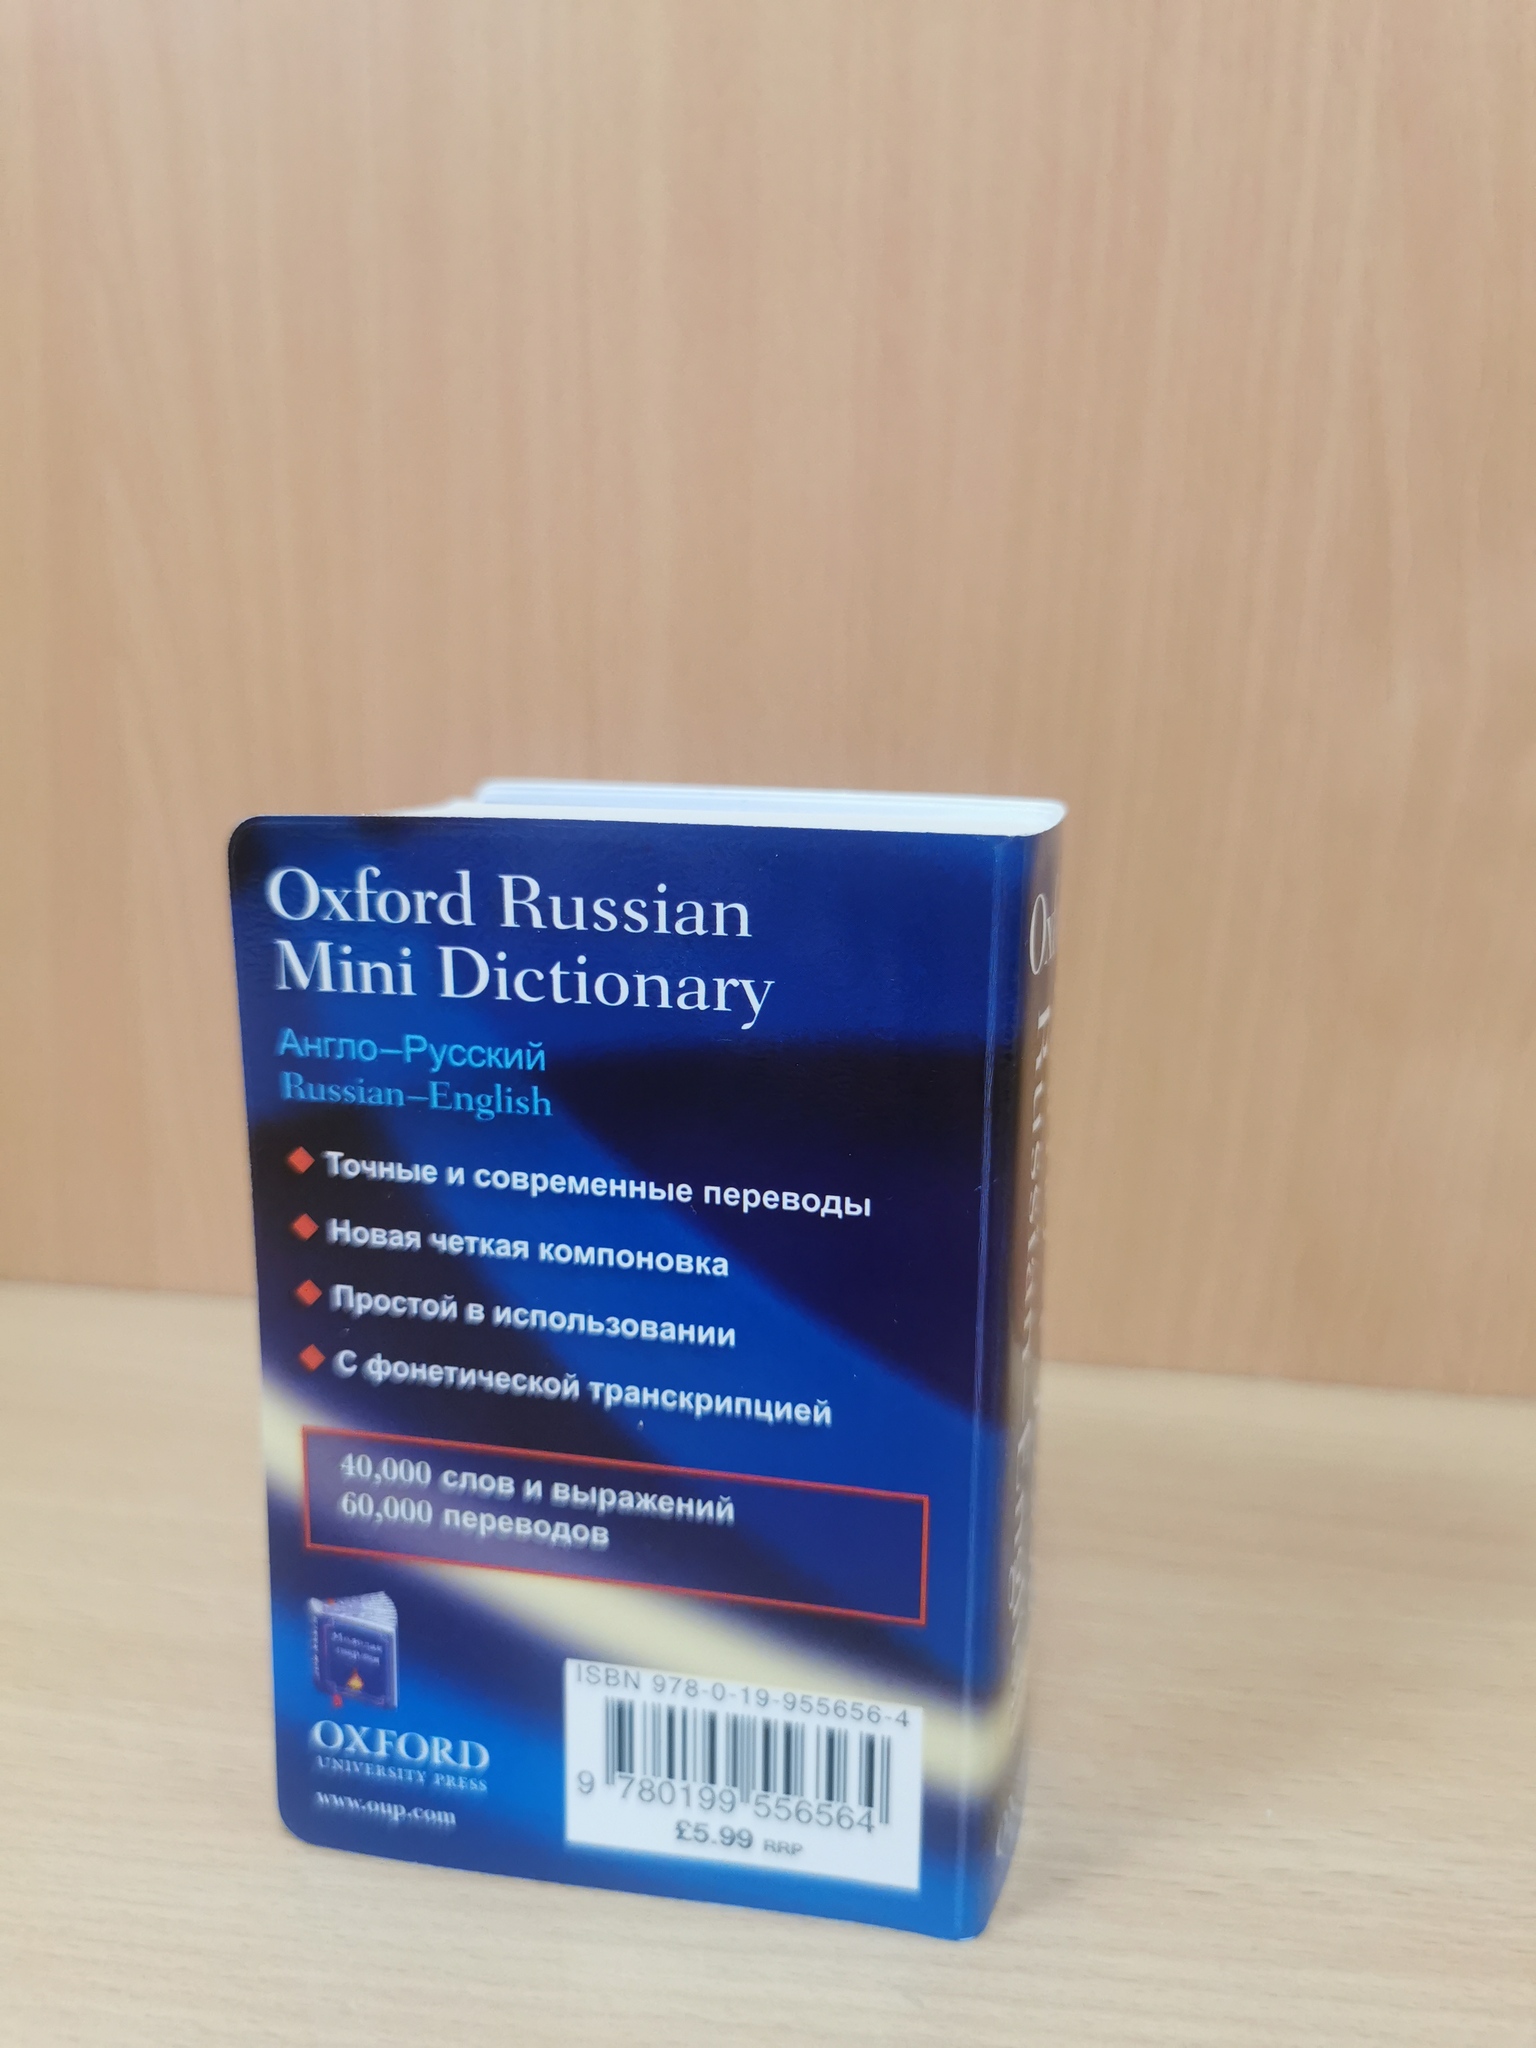 Oxford Russian
Mini Dictionary
Англо–Русский
Russian–English
Точные и современные переводы
Новая четкая компоновка
Простой в использовании
С фонетической транскрипцией
40,000 слов и выражений
60,000 переводов
OXFORD
UNIVERSITY PRESS
www.oup.com
ISBN 978-0-19-955656-4
9 780199 556564
£5.99 RRP